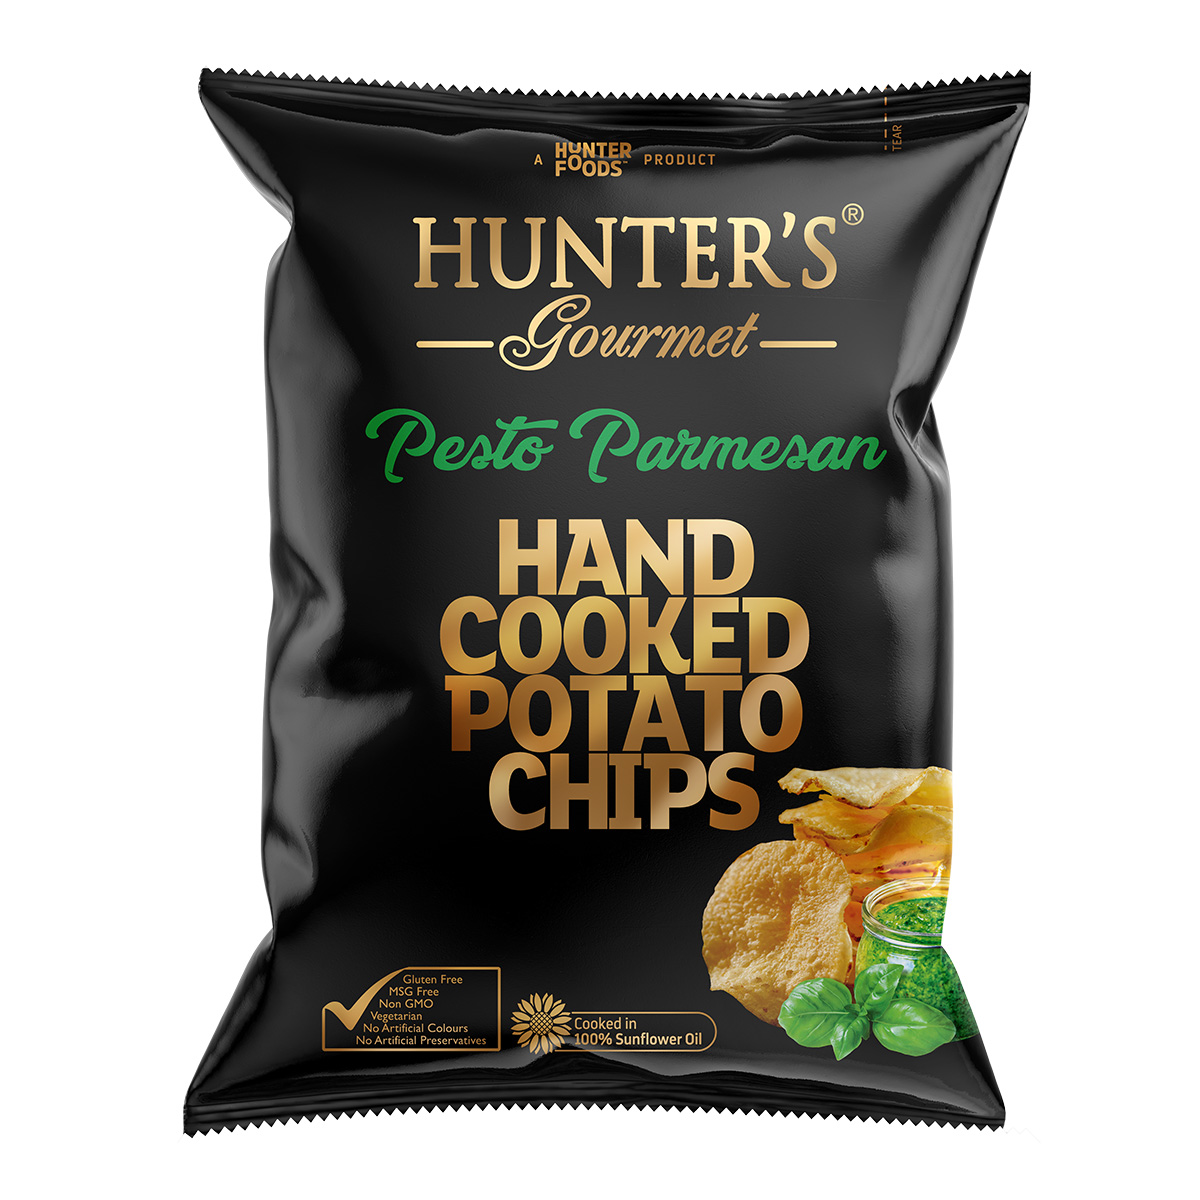 A HUNTER FOODS™ PRODUCT
TEAR
HUNTER'S®
Gourmet
Pesto Parmesan
HAND
COOKED
POTATO
CHIPS
Gluten Free
MSG Free
Non GMO
Vegetarian
No Artificial Colours
No Artificial Preservatives
Cooked in
100% Sunflower Oil